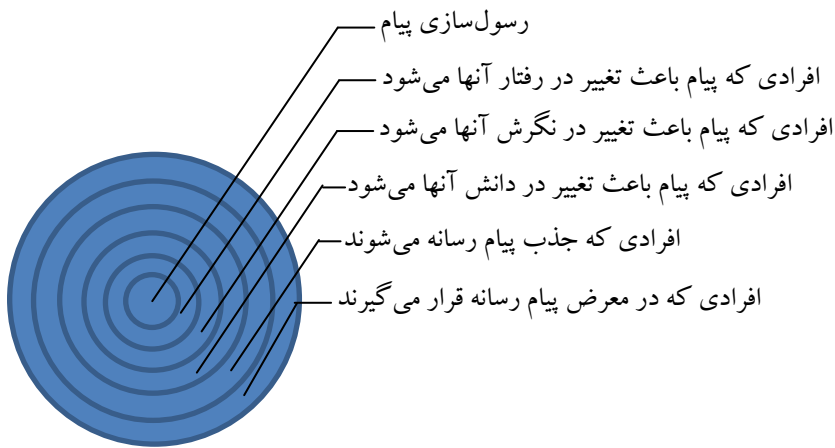 رسول‌سازی پیام
افرادی که پیام باعث تغییر در رفتار آنها می‌شود
افرادی که پیام باعث تغییر در نگرش آنها می‌شود
افرادی که پیام باعث تغییر در دانش آنها می‌شود
افرادی که جذب پیام رسانه می‌شوند
افرادی که در معرض پیام رسانه قرار می‌گیرند